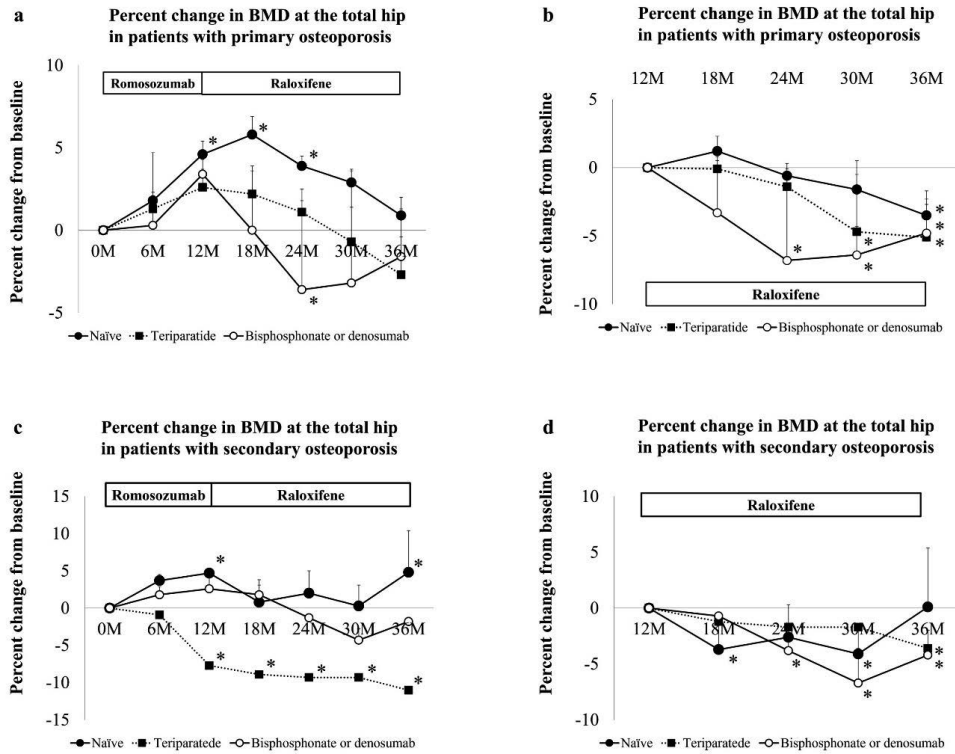 a
Percent change in BMD at the total hip
in patients with primary osteoporosis
Percent change from baseline
10
5
0
-5
Romosozumab
Raloxifene
0M 6M 12M 18M 24M 30M 36M
* * * *
Naïve Teriparatide Bisphosphonate or denosumab
b
Percent change in BMD at the total hip
in patients with primary osteoporosis
Percent change from baseline
12M 18M 24M 30M 36M
5
0
-5
-10
* * * * * *
Raloxifene
Naïve Teriparatide Bisphosphonate or denosumab
c
Percent change in BMD at the total hip
in patients with secondary osteoporosis
Percent change from baseline
15
10
5
0
-5
-10
-15
Romosozumab
Raloxifene
0M 6M 12M 18M 24M 30M 36M
* * * * * * *
Naïve Teriparatede Bisphosphonate or denosumab
d
Percent change in BMD at the total hip
in patients with secondary osteoporosis
Percent change from baseline
10
5
0
-5
-10
Raloxifene
12M 18M 24M 30M 36M
* * * * * *
Naïve Teriparatide Bisphosphonate or denosumab